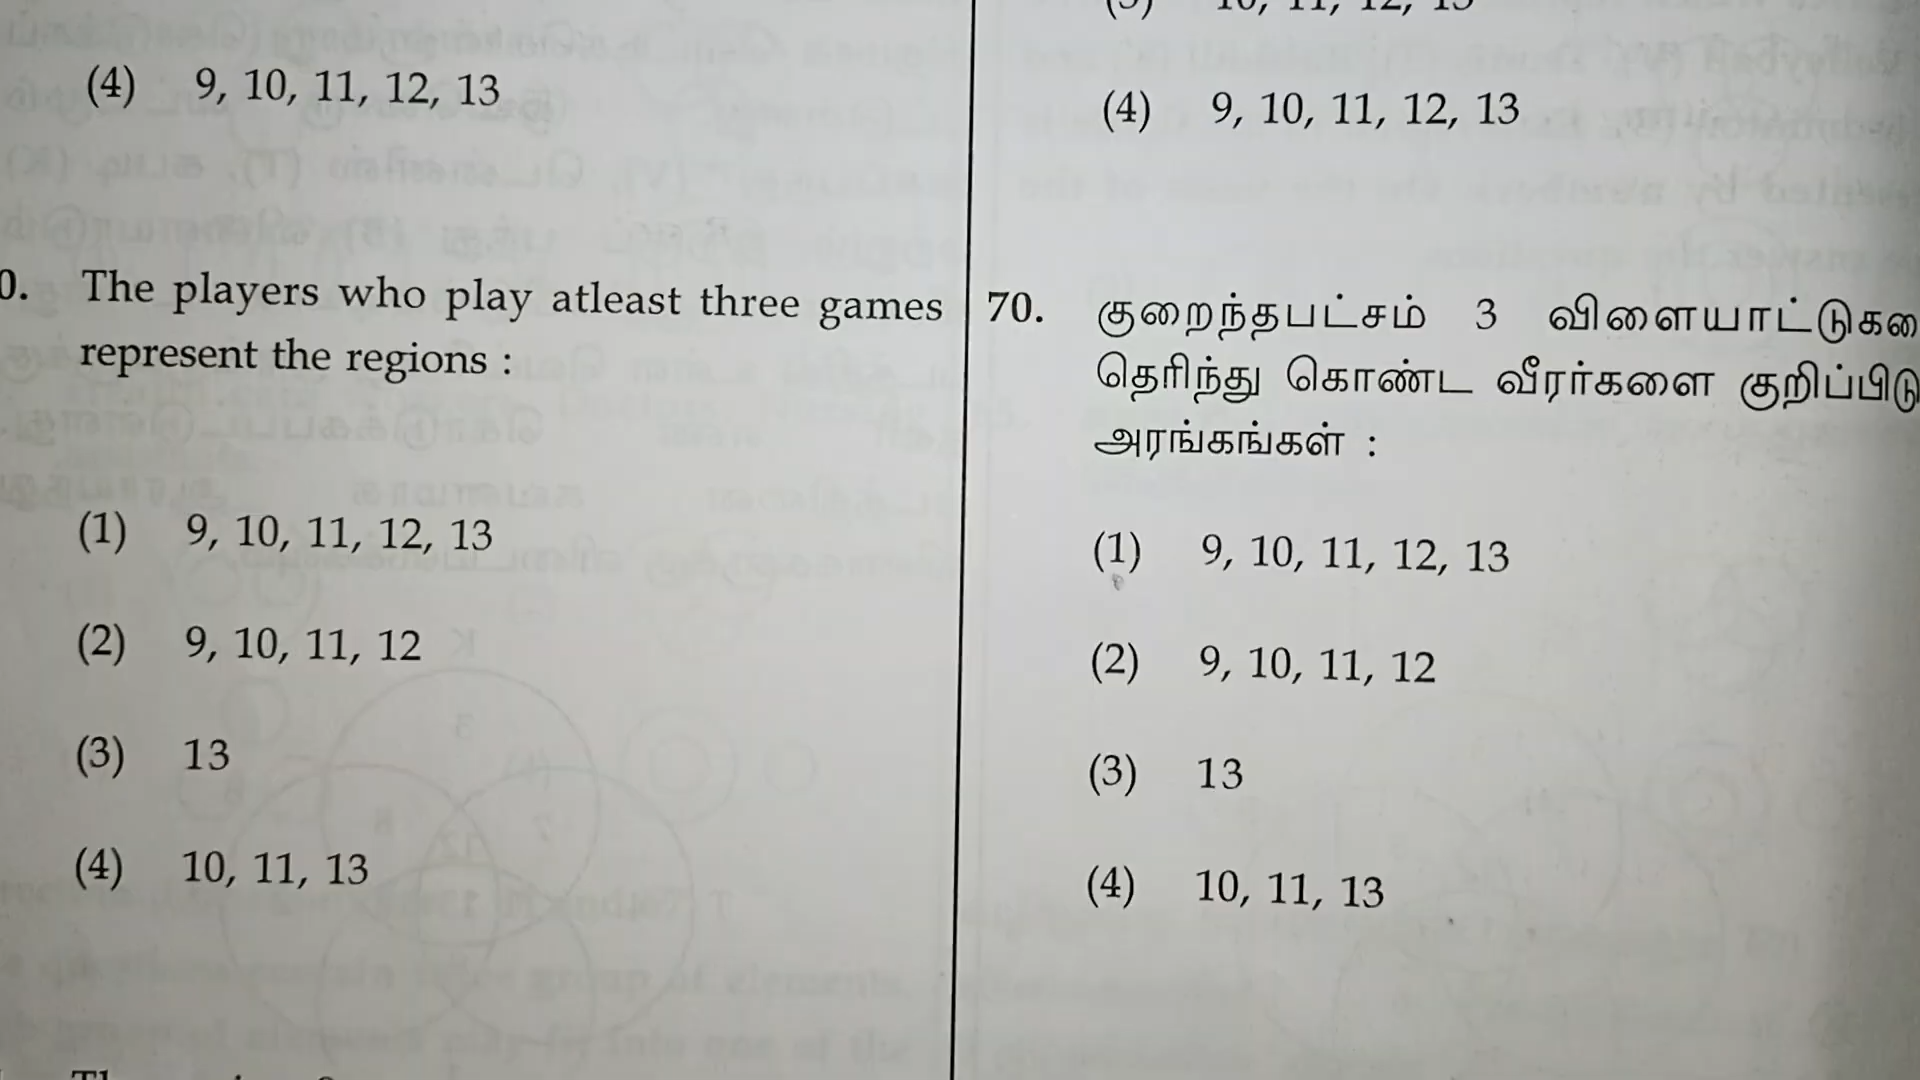 (4) 9, 10, 11, 12, 13
0. The players who play atleast three games
represent the regions :
(1) 9, 10, 11, 12, 13
(2) 9, 10, 11, 12
(3) 13
(4) 10, 11, 13
(4) 9, 10, 11, 12, 13
70. குறைந்தபட்சம் 3
தெரிந்து கொண்ட வீரர்களை
அரங்கங்கள் :
(1) 9, 10, 11, 12, 13
(2) 9, 10, 11, 12
(3) 13
(4) 10, 11, 13